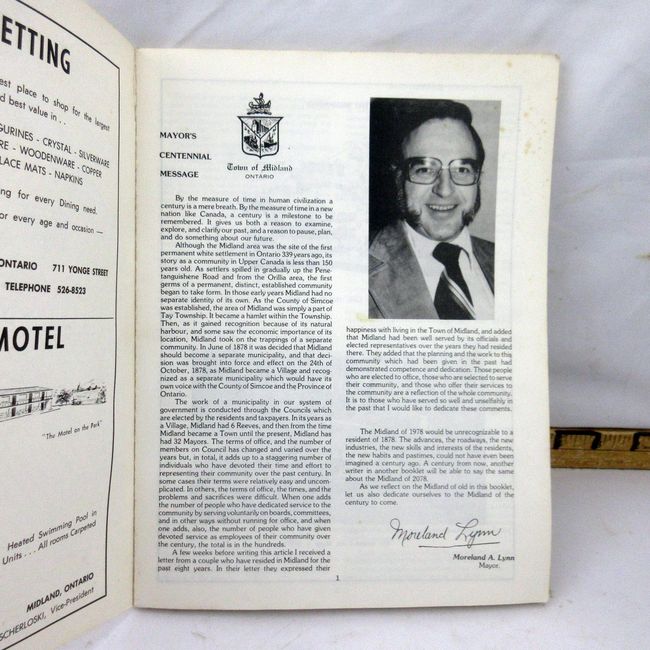 ETTING
est place to shop for the largest
d best value in . .
GURINES - CRYSTAL - SILVERWARE
RE - WOODENWARE - COPPER
LACE MATS - NAPKINS
ng for every Dining need.
or every age and occasion —
ONTARIO 711 YONGE STREET
TELEPHONE 526-8523
MOTEL
"The Motel on the Park"
Heated Swimming Pool in
Units . . . All rooms Carpeted
MIDLAND, ONTARIO
SCHERLOSKI, Vice-President
MAYOR'S
CENTENNIAL
MESSAGE
Town of Midland
ONTARIO
By the measure of time in human civilization a
century is a mere breath. By the measure of time in a new
nation like Canada, a century is a milestone to be
remembered. It gives us both a reason to examine,
explore, and clarify our past, and a reason to pause, plan,
and do something about our future.
Although the Midland area was the site of the first
permanent white settlement in Ontario 339 years ago, its
story as a community in Upper Canada is less than 150
years old. As settlers spilled in gradually up the Pene-
tanguishene Road and from the Orillia area, the first
germs of a permanent, distinct, established community
began to take form. In those early years Midland had no
separate identity of its own. As the County of Simcoe
was established, the area of Midland was simply a part of
Tay Township. It became a hamlet within the Township.
Then, as it gained recognition because of its natural
harbour, and some saw the economic importance of its
location, Midland took on the trappings of a separate
community. In June of 1878 it was decided that Midland
should become a separate municipality, and that deci-
sion was brought into force and effect on the 24th of
October, 1878, as Midland became a Village and recog-
nized as a separate municipality which would have its
own voice with the County of Simcoe and the Province of
Ontario.
The work of a municipality in our system of
government is conducted through the Councils which
are elected by the residents and taxpayers. In its years as
a Village, Midland had 6 Reeves, and then from the time
Midland became a Town until the present, Midland has
had 32 Mayors. The terms of office, and the number of
members on Council has changed and varied over the
years but, in total, it adds up to a staggering number of
individuals who have devoted their time and effort to
representing their community over the past century. In
some cases their terms were relatively easy and uncom-
plicated. In others, the terms of office, the times, and the
problems and sacrifices were difficult. When one adds
the number of people who have dedicated service to the
community by serving voluntarily on boards, committees,
and in other ways without running for office, and when
one adds, also, the number of people who have given
devoted service as employees of their community over
the century, the total is in the hundreds.
A few weeks before writing this article I received a
letter from a couple who have resided in Midland for the
past eight years. In their letter they expressed their
happiness with living in the Town of Midland, and added
that Midland had been well served by its officials and
elected representatives over the years they had resided
there. They added that the planning and the work to this
community which had been given in the past had
demonstrated competence and dedication. Those people
who are elected to office, those who are selected to serve
their community, and those who offer their services to
the community are a reflection of the whole community.
It is to those who have served so well and unselfishly in
the past that I would like to dedicate these comments.
The Midland of 1978 would be unrecognizable to a
resident of 1878. The advances, the roadways, the new
industries, the new skills and interests of the residents,
the new habits and pastimes, could not have even been
imagined a century ago. A century from now, another
writer in another booklet will be able to say the same
about the Midland of 2078.
As we reflect on the Midland of old in this booklet,
let us also dedicate ourselves to the Midland of the
century to come.
Moreland Lynn
Moreland A. Lynn
Mayor.
1